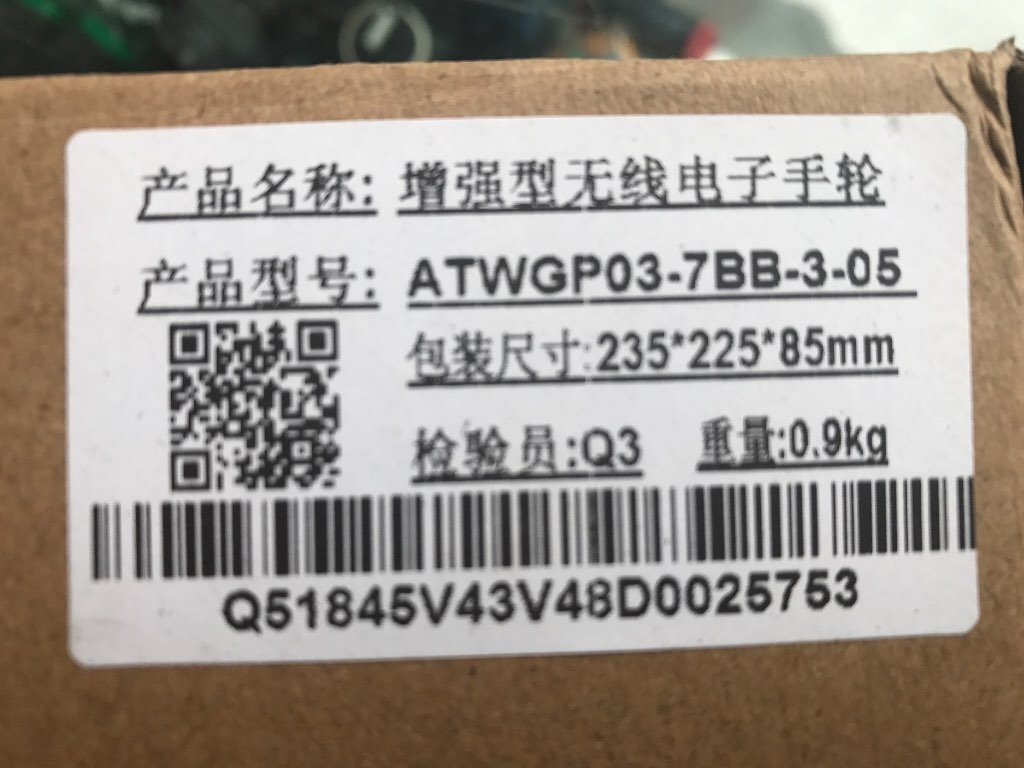 产品名称: 增强型无线电子手轮
产品型号: ATWGP03-7BB-3-05
包装尺寸:235*225*85mm
检验员:Q3 重量:0.9kg
Q51845V43V48D0025753